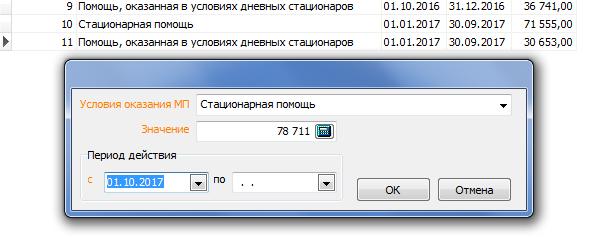 9 Помощь, оказанная в условиях дневных стационаров 01.10.2016 31.12.2016 36 741,00
10 Стационарная помощь 01.01.2017 30.09.2017 71 555,00
11 Помощь, оказанная в условиях дневных стационаров 01.01.2017 30.09.2017 30 653,00
Условия оказания МП Стационарная помощь
Значение 78 711
Период действия
с 01.10.2017 по . .
ОК Отмена